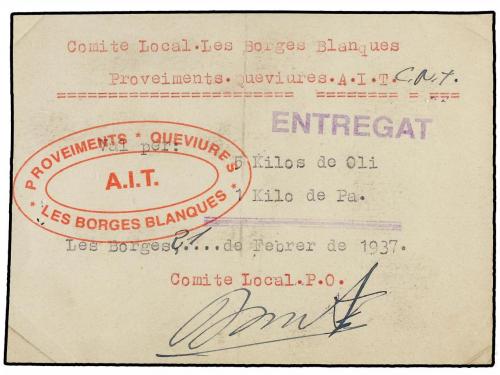 Comite Local.Les Borges Blanques
Proveiments.Queviures.A.I.T. C.N.T.
ENTREGAT
PROVEIMENTS * QUEVIURES *
A.I.T.
LES BORGES BLANQUES
Val per:
5 Kilos de Oli
1 Kilo de Pa.
Les Borges, 21....de Febrer de 1937.
Comite Local.P.O.